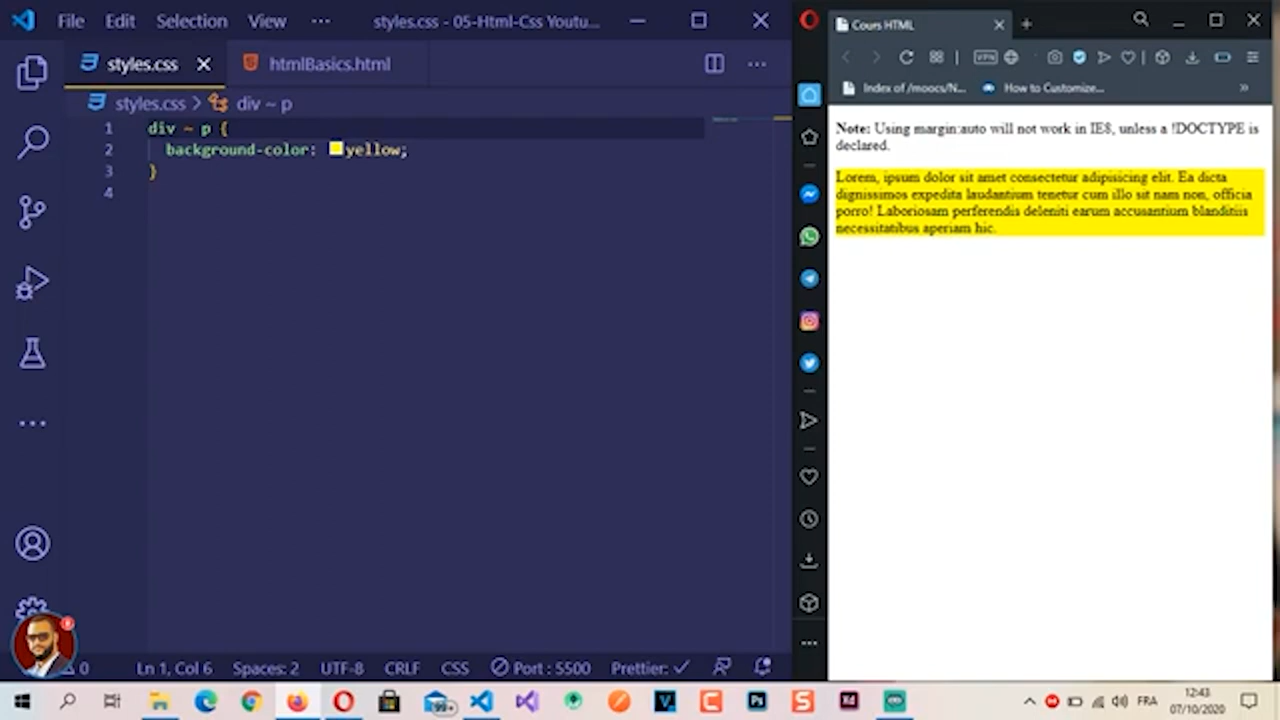 File Edit Selection View ··· styles.css - 05-Html-Css Youtu...
styles.css htmlBasics.html ···
styles.css > div ~ p
1 div ~ p {
2 background-color: yellow;
3 }
4
0 Ln 1, Col 6 Spaces: 2 UTF-8 CRLF CSS Port : 5500 Prettier: ✓
Cours HTML
VPN
Index of /moocs/N... How to Customize... »
Note: Using margin:auto will not work in IE8, unless a !DOCTYPE is
declared.
Lorem, ipsum dolor sit amet consectetur adipisicing elit. Ea dicta
dignissimos expedita laudantium tenetur cum illo sit nam non, officia
porro! Laboriosam perferendis deleniti earum accusantium blanditiis
necessitatibus aperiam hic.
99+ V C Ps S Xd FRA 12:43
07/10/2020